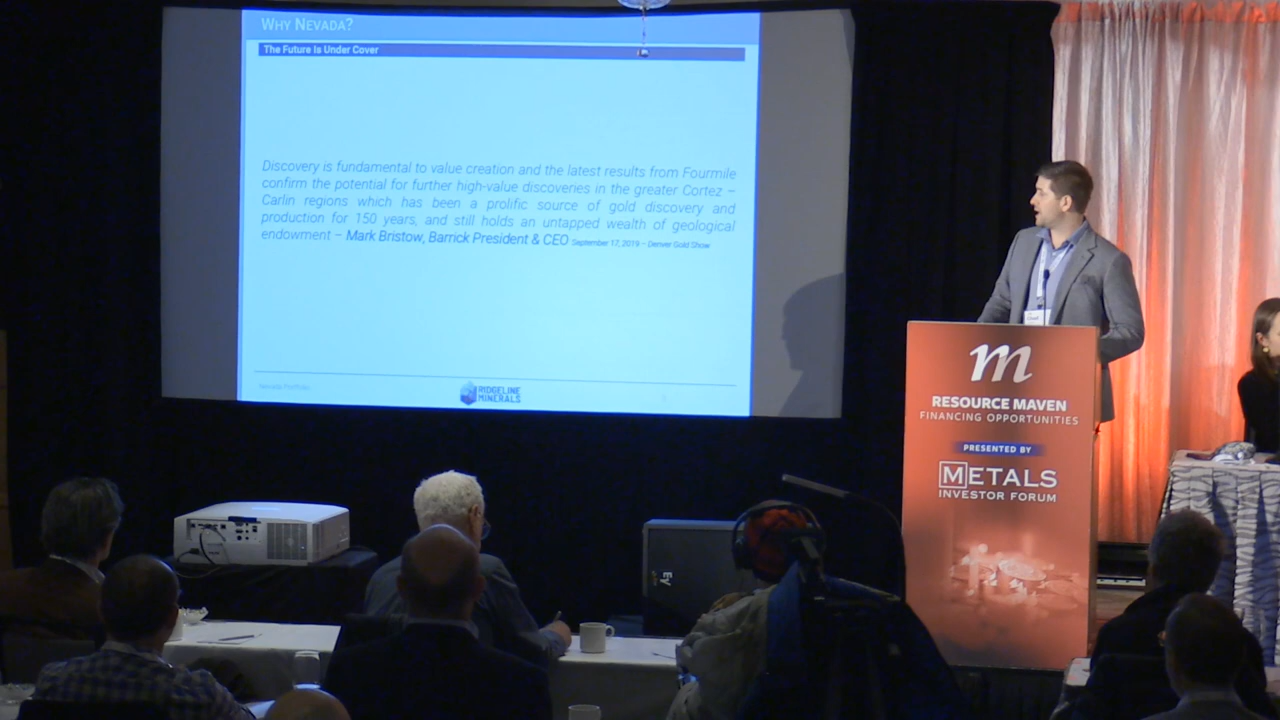 WHY NEVADA?
The Future Is Under Cover
Discovery is fundamental to value creation and the latest results from Fourmile
confirm the potential for further high-value discoveries in the greater Cortez –
Carlin regions which has been a prolific source of gold discovery and
production for 150 years, and still holds an untapped wealth of geological
endowment – Mark Bristow, Barrick President & CEO September 17, 2019 – Denver Gold Show
RIDGELINE
MINERALS
m
RESOURCE MAVEN
FINANCING OPPORTUNITIES
PRESENTED BY
METALS
INVESTOR FORUM
EV